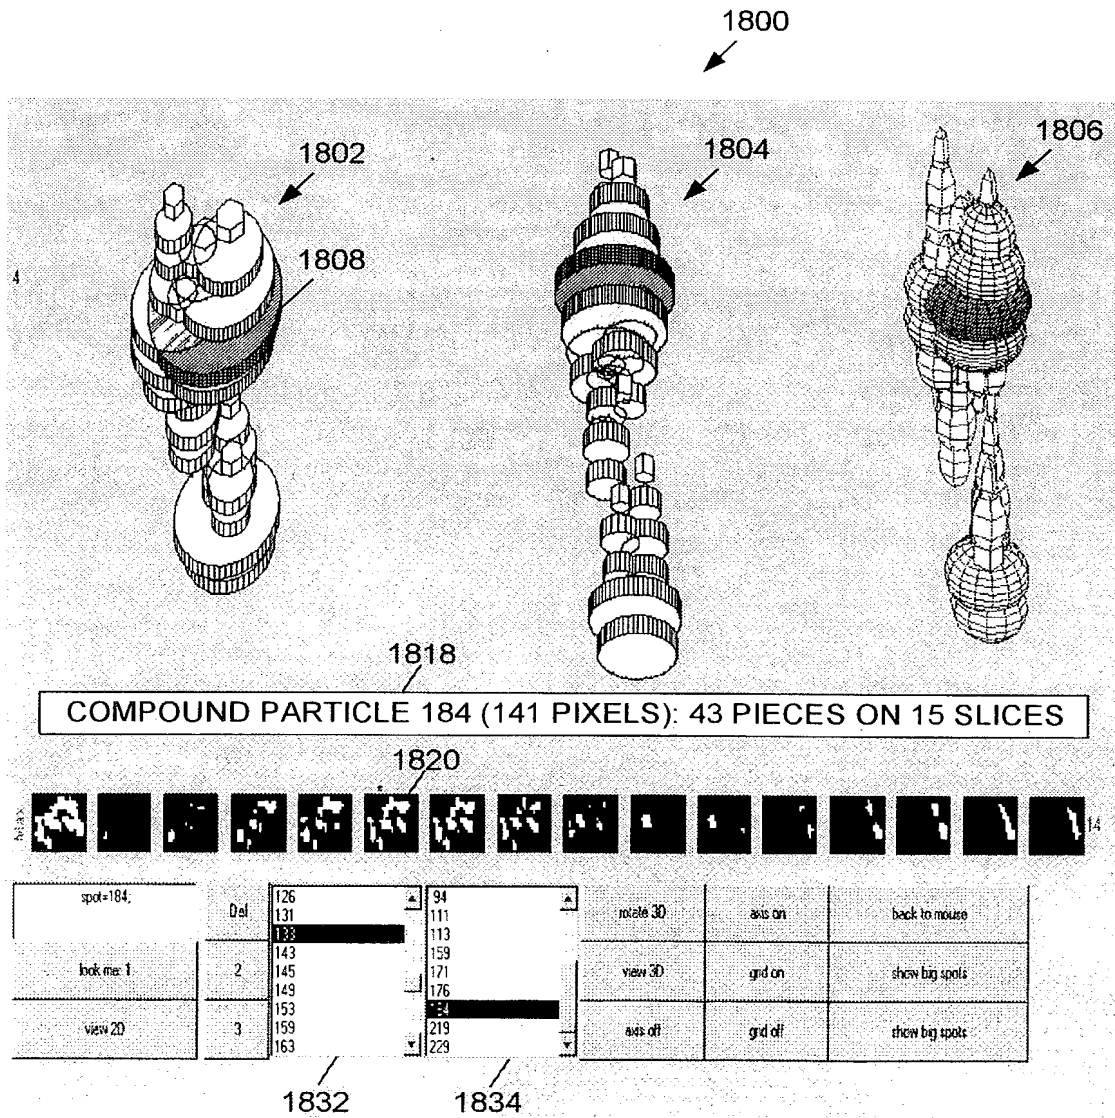 1800
1802
1804
1806
1808
4
1818
COMPOUND PARTICLE 184 (141 PIXELS): 43 PIECES ON 15 SLICES
1820
14
spot=184;
Del
look me: 1
2
view 2D
3
126
131
133
143
145
149
153
159
163
94
111
113
159
171
176
184
219
229
rotate 3D
axis on
back to mouse
view 3D
grid on
show big spots
axis off
grid off
show big spots
1832
1834